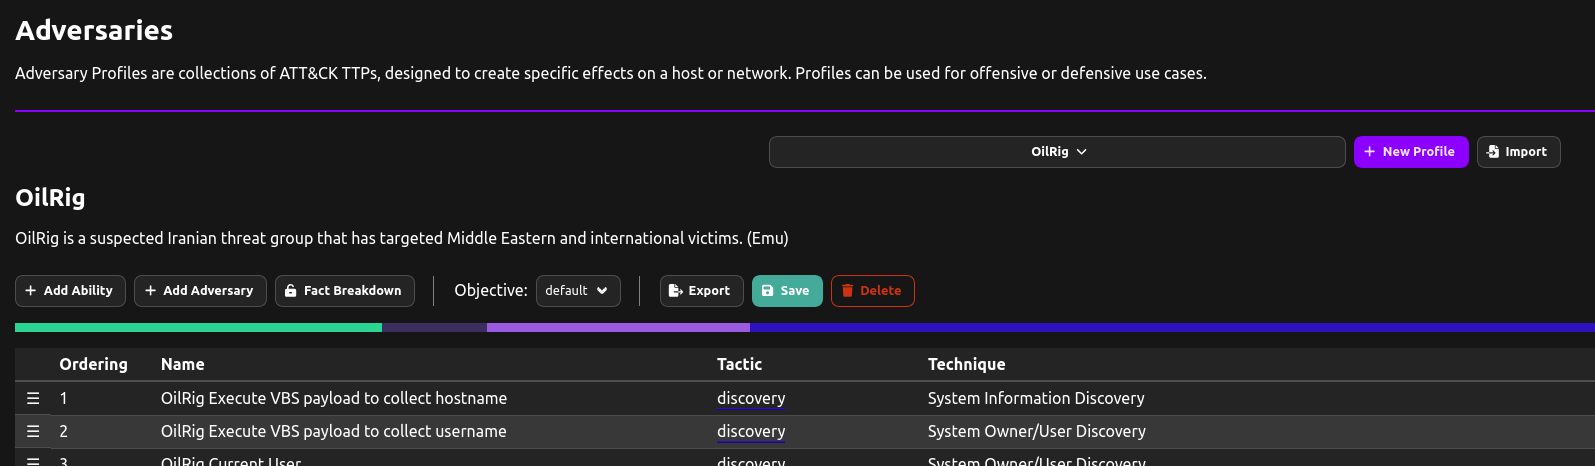 Adversaries
Adversary Profiles are collections of ATT&CK TTPs, designed to create specific effects on a host or network. Profiles can be used for offensive or defensive use cases.
OilRig + New Profile Import
OilRig
OilRig is a suspected Iranian threat group that has targeted Middle Eastern and international victims. (Emu)
+ Add Ability + Add Adversary Fact Breakdown Objective: default Export Save Delete
Ordering Name Tactic Technique
1 OilRig Execute VBS payload to collect hostname discovery System Information Discovery
2 OilRig Execute VBS payload to collect username discovery System Owner/User Discovery
3 OilRig Current User discovery System Owner/User Discovery